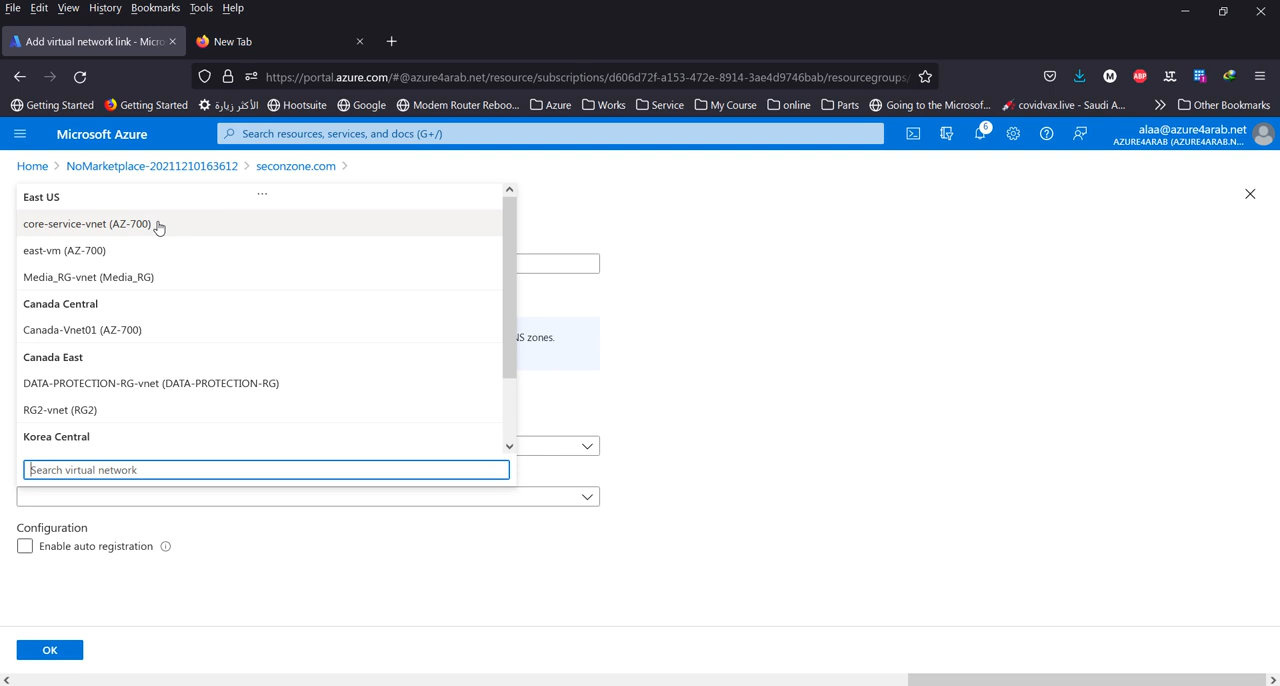 File Edit View History Bookmarks Tools Help
Add virtual network link - Micro
New Tab
https://portal.azure.com/#@azure4arab.net/resource/subscriptions/d606d72f-a153-472e-8914-3ae4d9746bab/resourcegroups/
Getting Started Getting Started الأكثر زيارة Hootsuite Google Modem Router Reboo... Azure Works Service My Course online Parts Going to the Microsof... covidvax.live - Saudi A... Other Bookmarks
Microsoft Azure
Search resources, services, and docs (G+/)
6
alaa@azure4arab.net
AZURE4ARAB (AZURE4ARAB.N...
Home > NoMarketplace-20211210163612 > seconzone.com >
East US
...
core-service-vnet (AZ-700)
east-vm (AZ-700)
Media_RG-vnet (Media_RG)
Canada Central
Canada-Vnet01 (AZ-700)
NS zones.
Canada East
DATA-PROTECTION-RG-vnet (DATA-PROTECTION-RG)
RG2-vnet (RG2)
Korea Central
Search virtual network
Configuration
Enable auto registration
OK